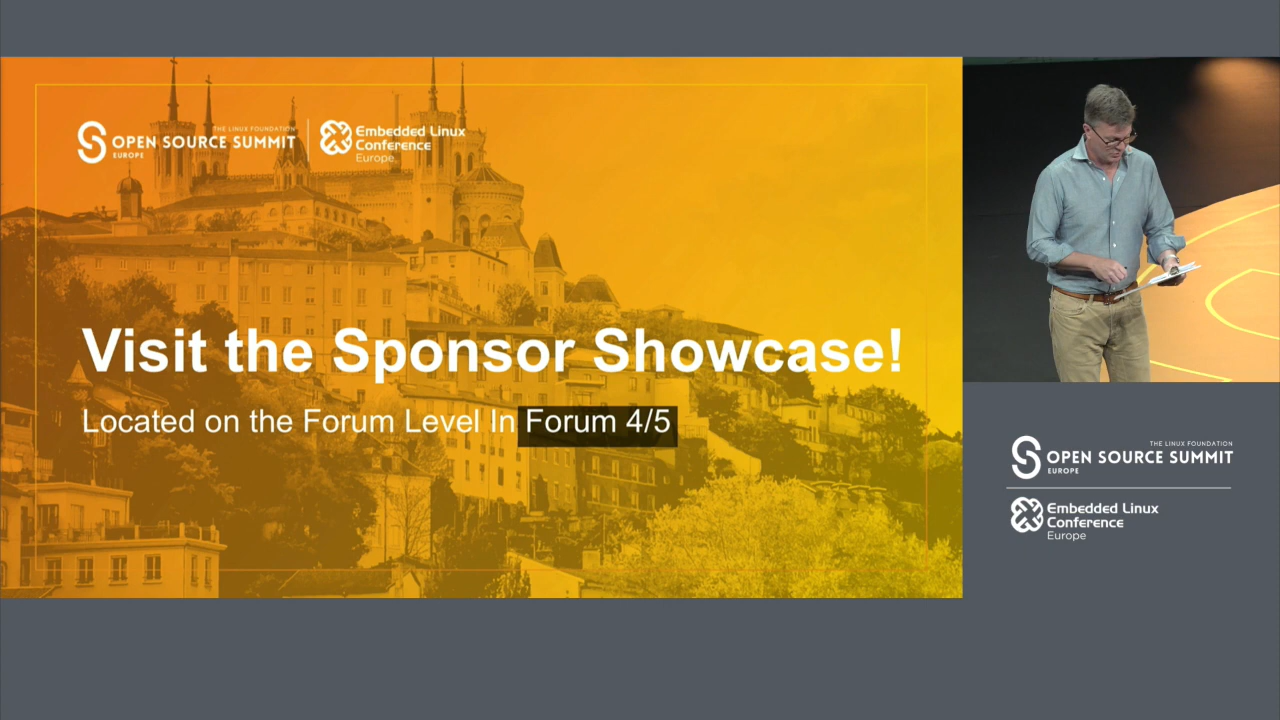 THE LINUX FOUNDATION
OPEN SOURCE SUMMIT
EUROPE
Embedded Linux
Conference
Europe
Visit the Sponsor Showcase!
Located on the Forum Level In Forum 4/5
THE LINUX FOUNDATION
OPEN SOURCE SUMMIT
EUROPE
Embedded Linux
Conference
Europe